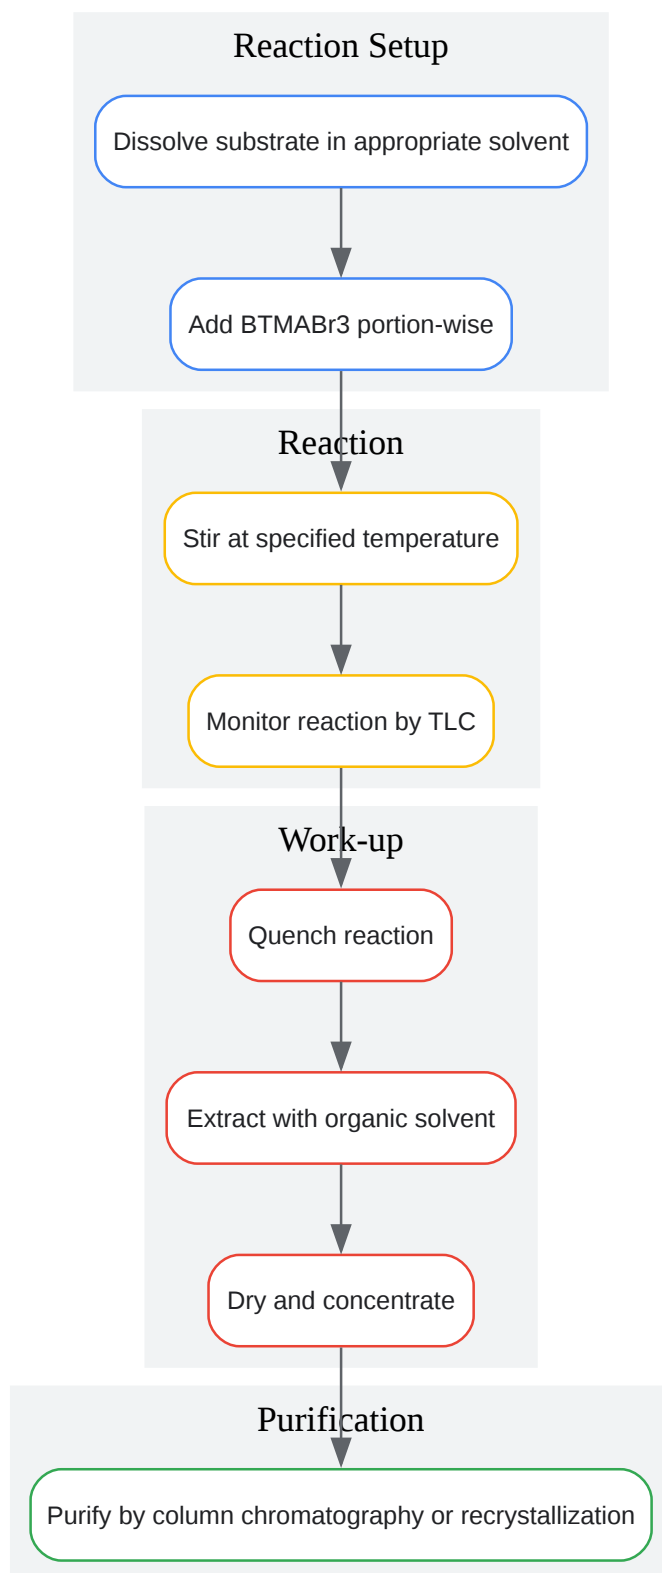 Reaction Setup
Dissolve substrate in appropriate solvent
Add BTMABr3 portion-wise
Reaction
Stir at specified temperature
Monitor reaction by TLC
Work-up
Quench reaction
Extract with organic solvent
Dry and concentrate
Purification
Purify by column chromatography or recrystallization